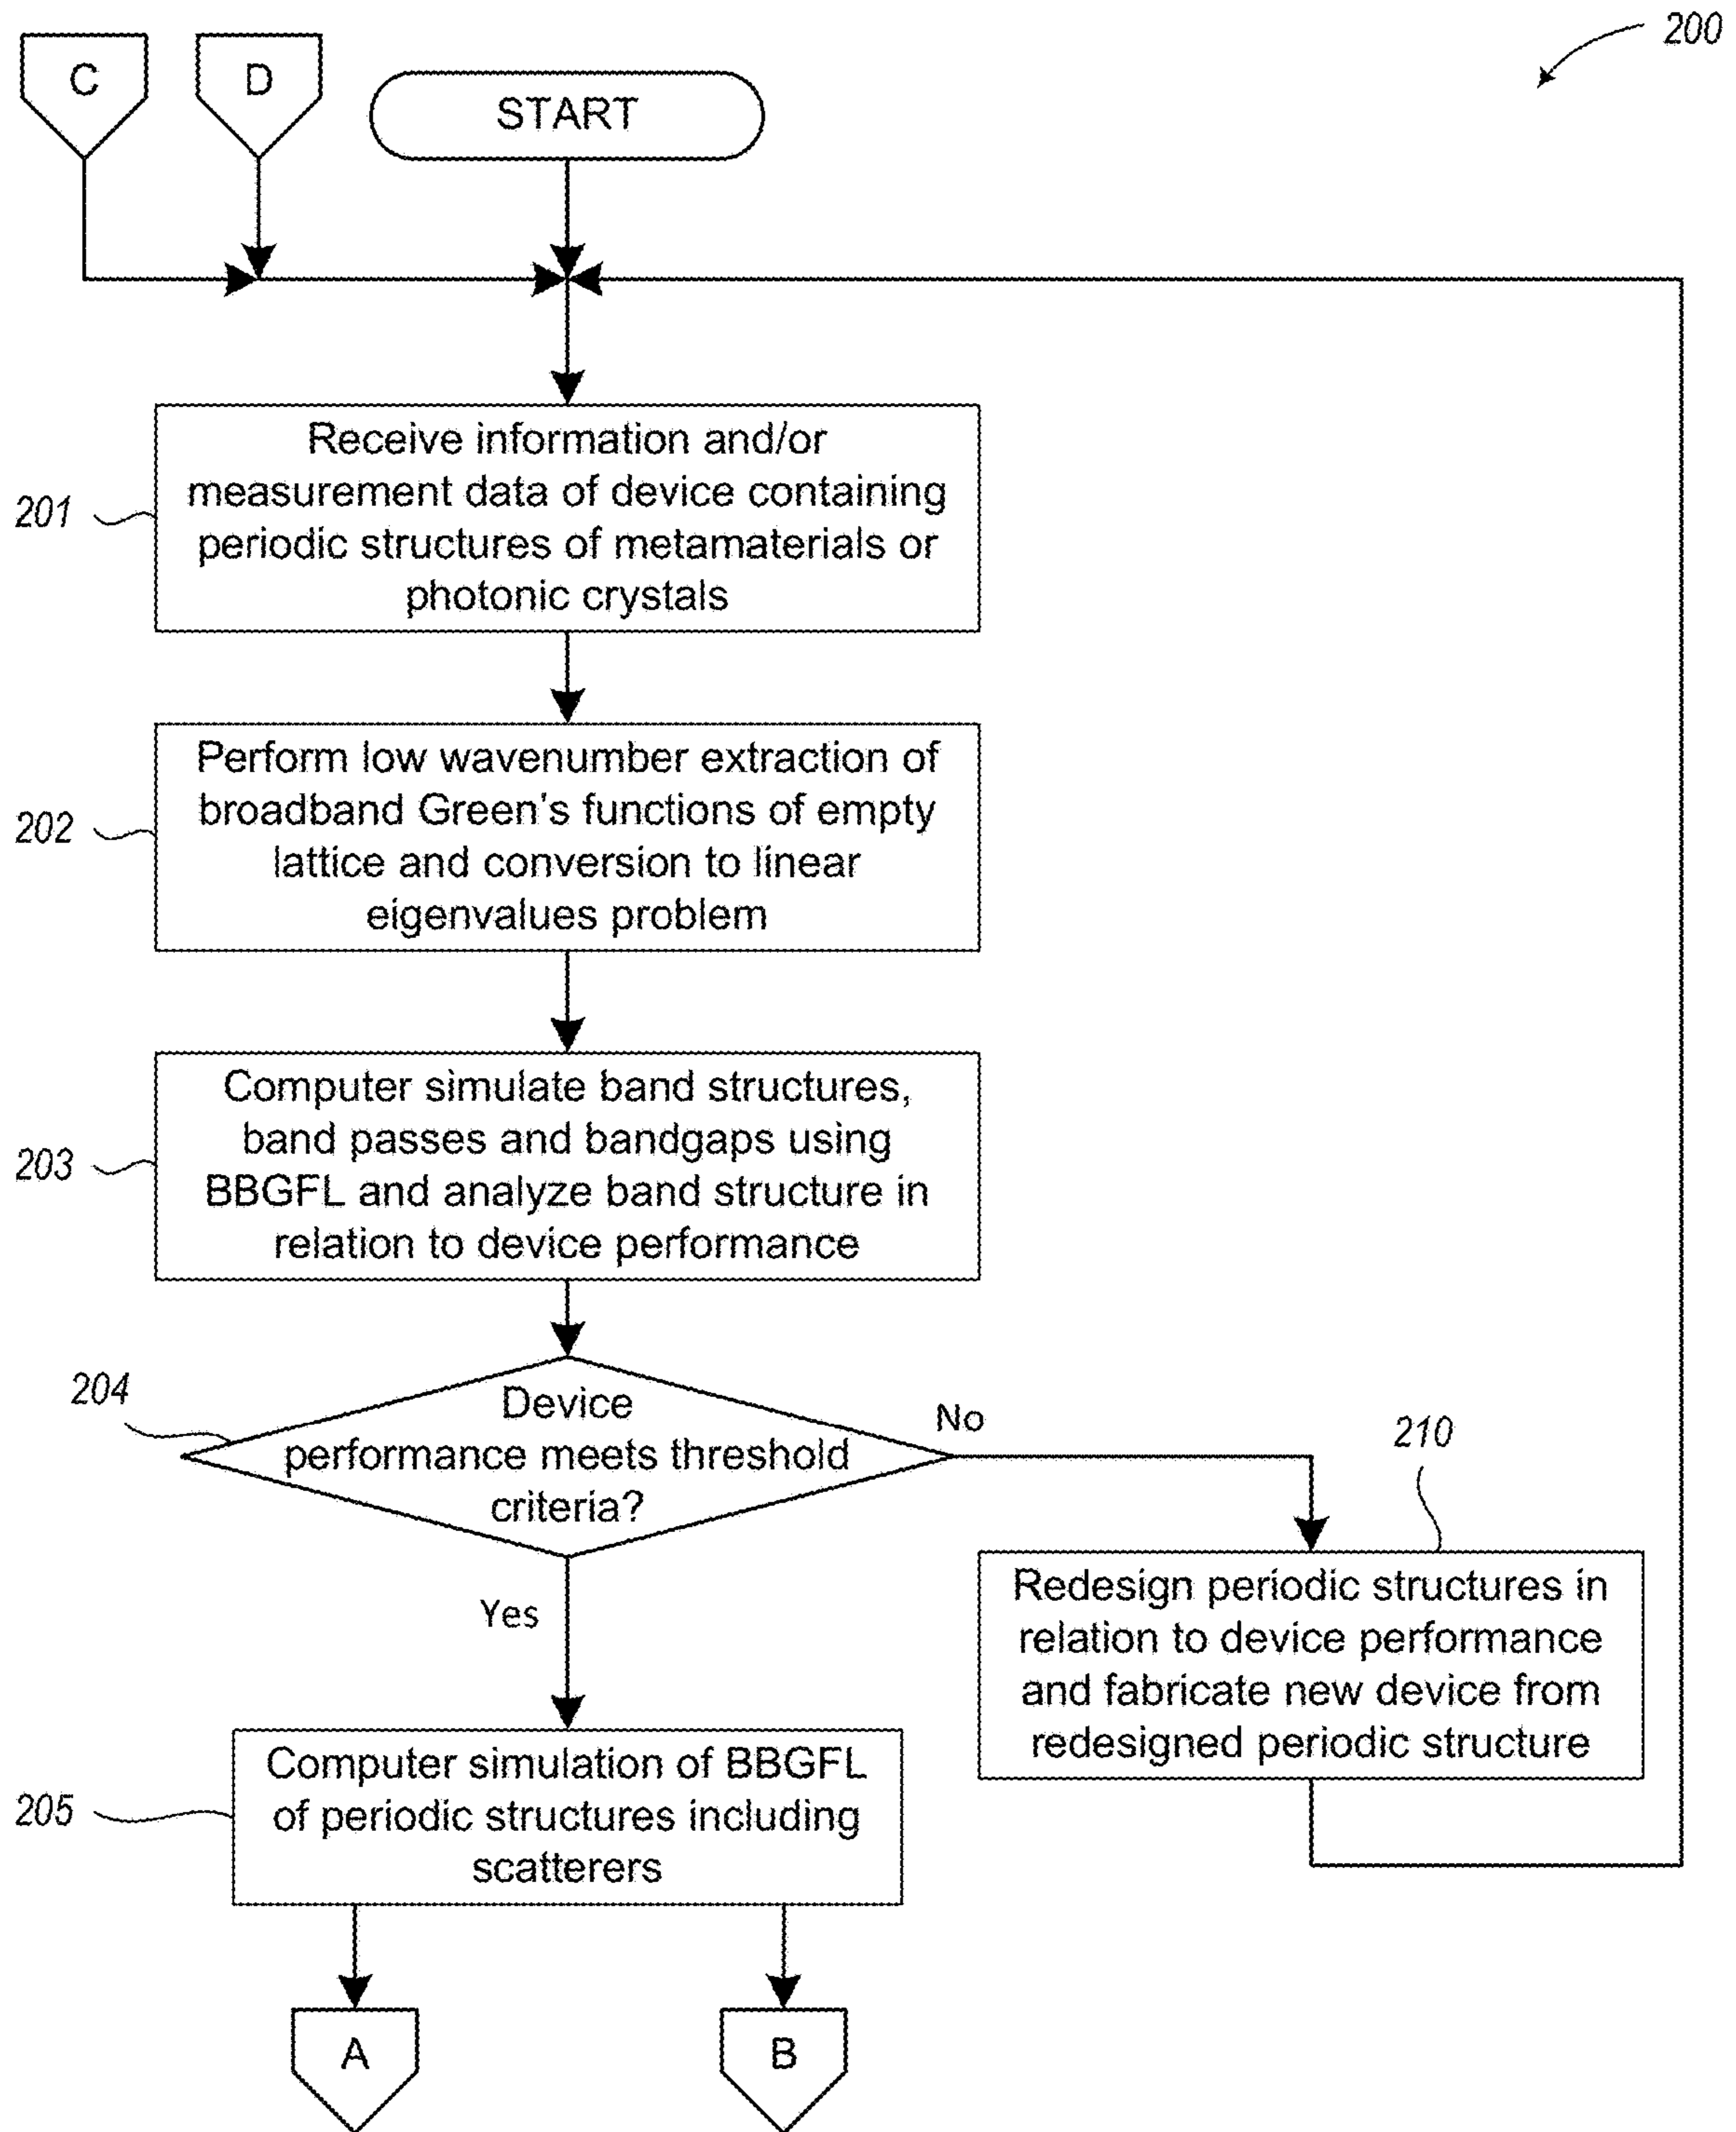 200
C
D
START
201
Receive information and/or
measurement data of device containing
periodic structures of metamaterials or
photonic crystals
202
Perform low wavenumber extraction of
broadband Green's functions of empty
lattice and conversion to linear
eigenvalues problem
203
Computer simulate band structures,
band passes and bandgaps using
BBGFL and analyze band structure in
relation to device performance
204
Device
performance meets threshold
criteria?
No
Yes
210
Redesign periodic structures in
relation to device performance
and fabricate new device from
redesigned periodic structure
205
Computer simulation of BBGFL
of periodic structures including
scatterers
A
B